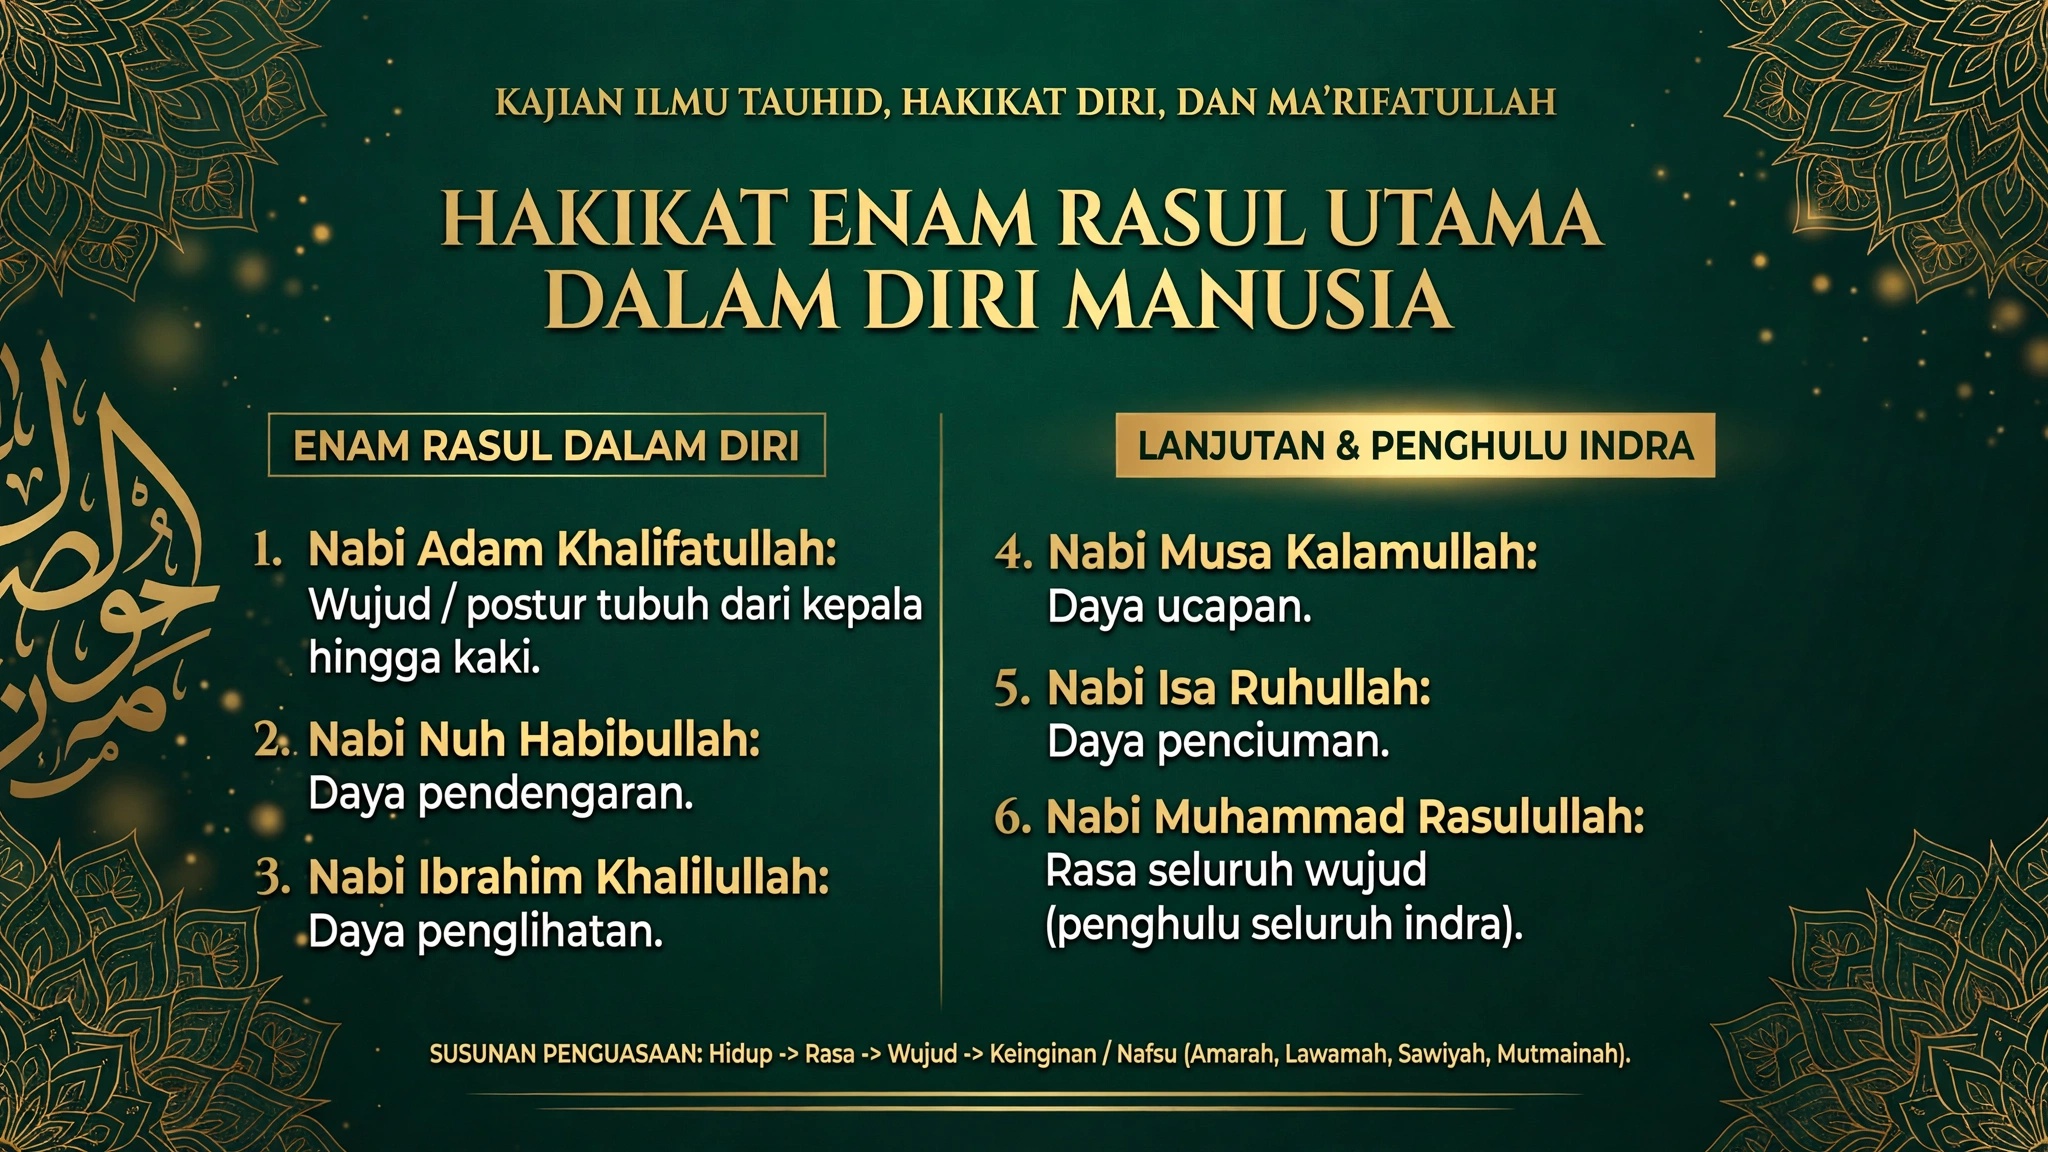 KAJIAN ILMU TAUHID, HAKIKAT DIRI, DAN MA’RIFATULLAH
HAKIKAT ENAM RASUL UTAMA
DALAM DIRI MANUSIA
ENAM RASUL DALAM DIRI
1. Nabi Adam Khalifatullah:
Wujud / postur tubuh dari kepala
hingga kaki.
2. Nabi Nuh Habibullah:
Daya pendengaran.
3. Nabi Ibrahim Khalilullah:
Daya penglihatan.
LANJUTAN & PENGHULU INDRA
4. Nabi Musa Kalamullah:
Daya ucapan.
5. Nabi Isa Ruhullah:
Daya penciuman.
6. Nabi Muhammad Rasulullah:
Rasa seluruh wujud
(penghulu seluruh indra).
SUSUNAN PENGUASAAN: Hidup -> Rasa -> Wujud -> Keinginan / Nafsu (Amarah, Lawamah, Sawiyah, Mutmainah).